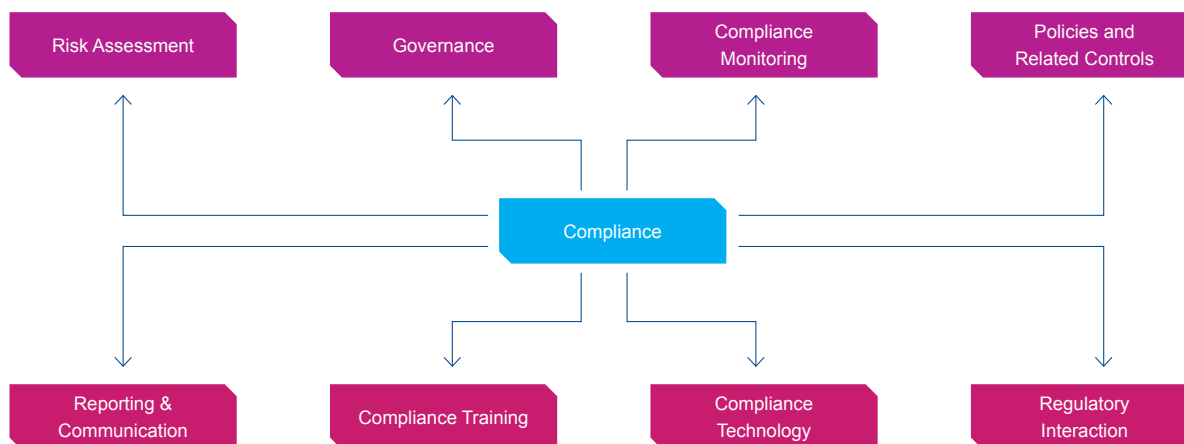 Risk Assessment
Governance
Compliance
Monitoring
Policies and
Related Controls
Compliance
Reporting &
Communication
Compliance Training
Compliance
Technology
Regulatory
Interaction